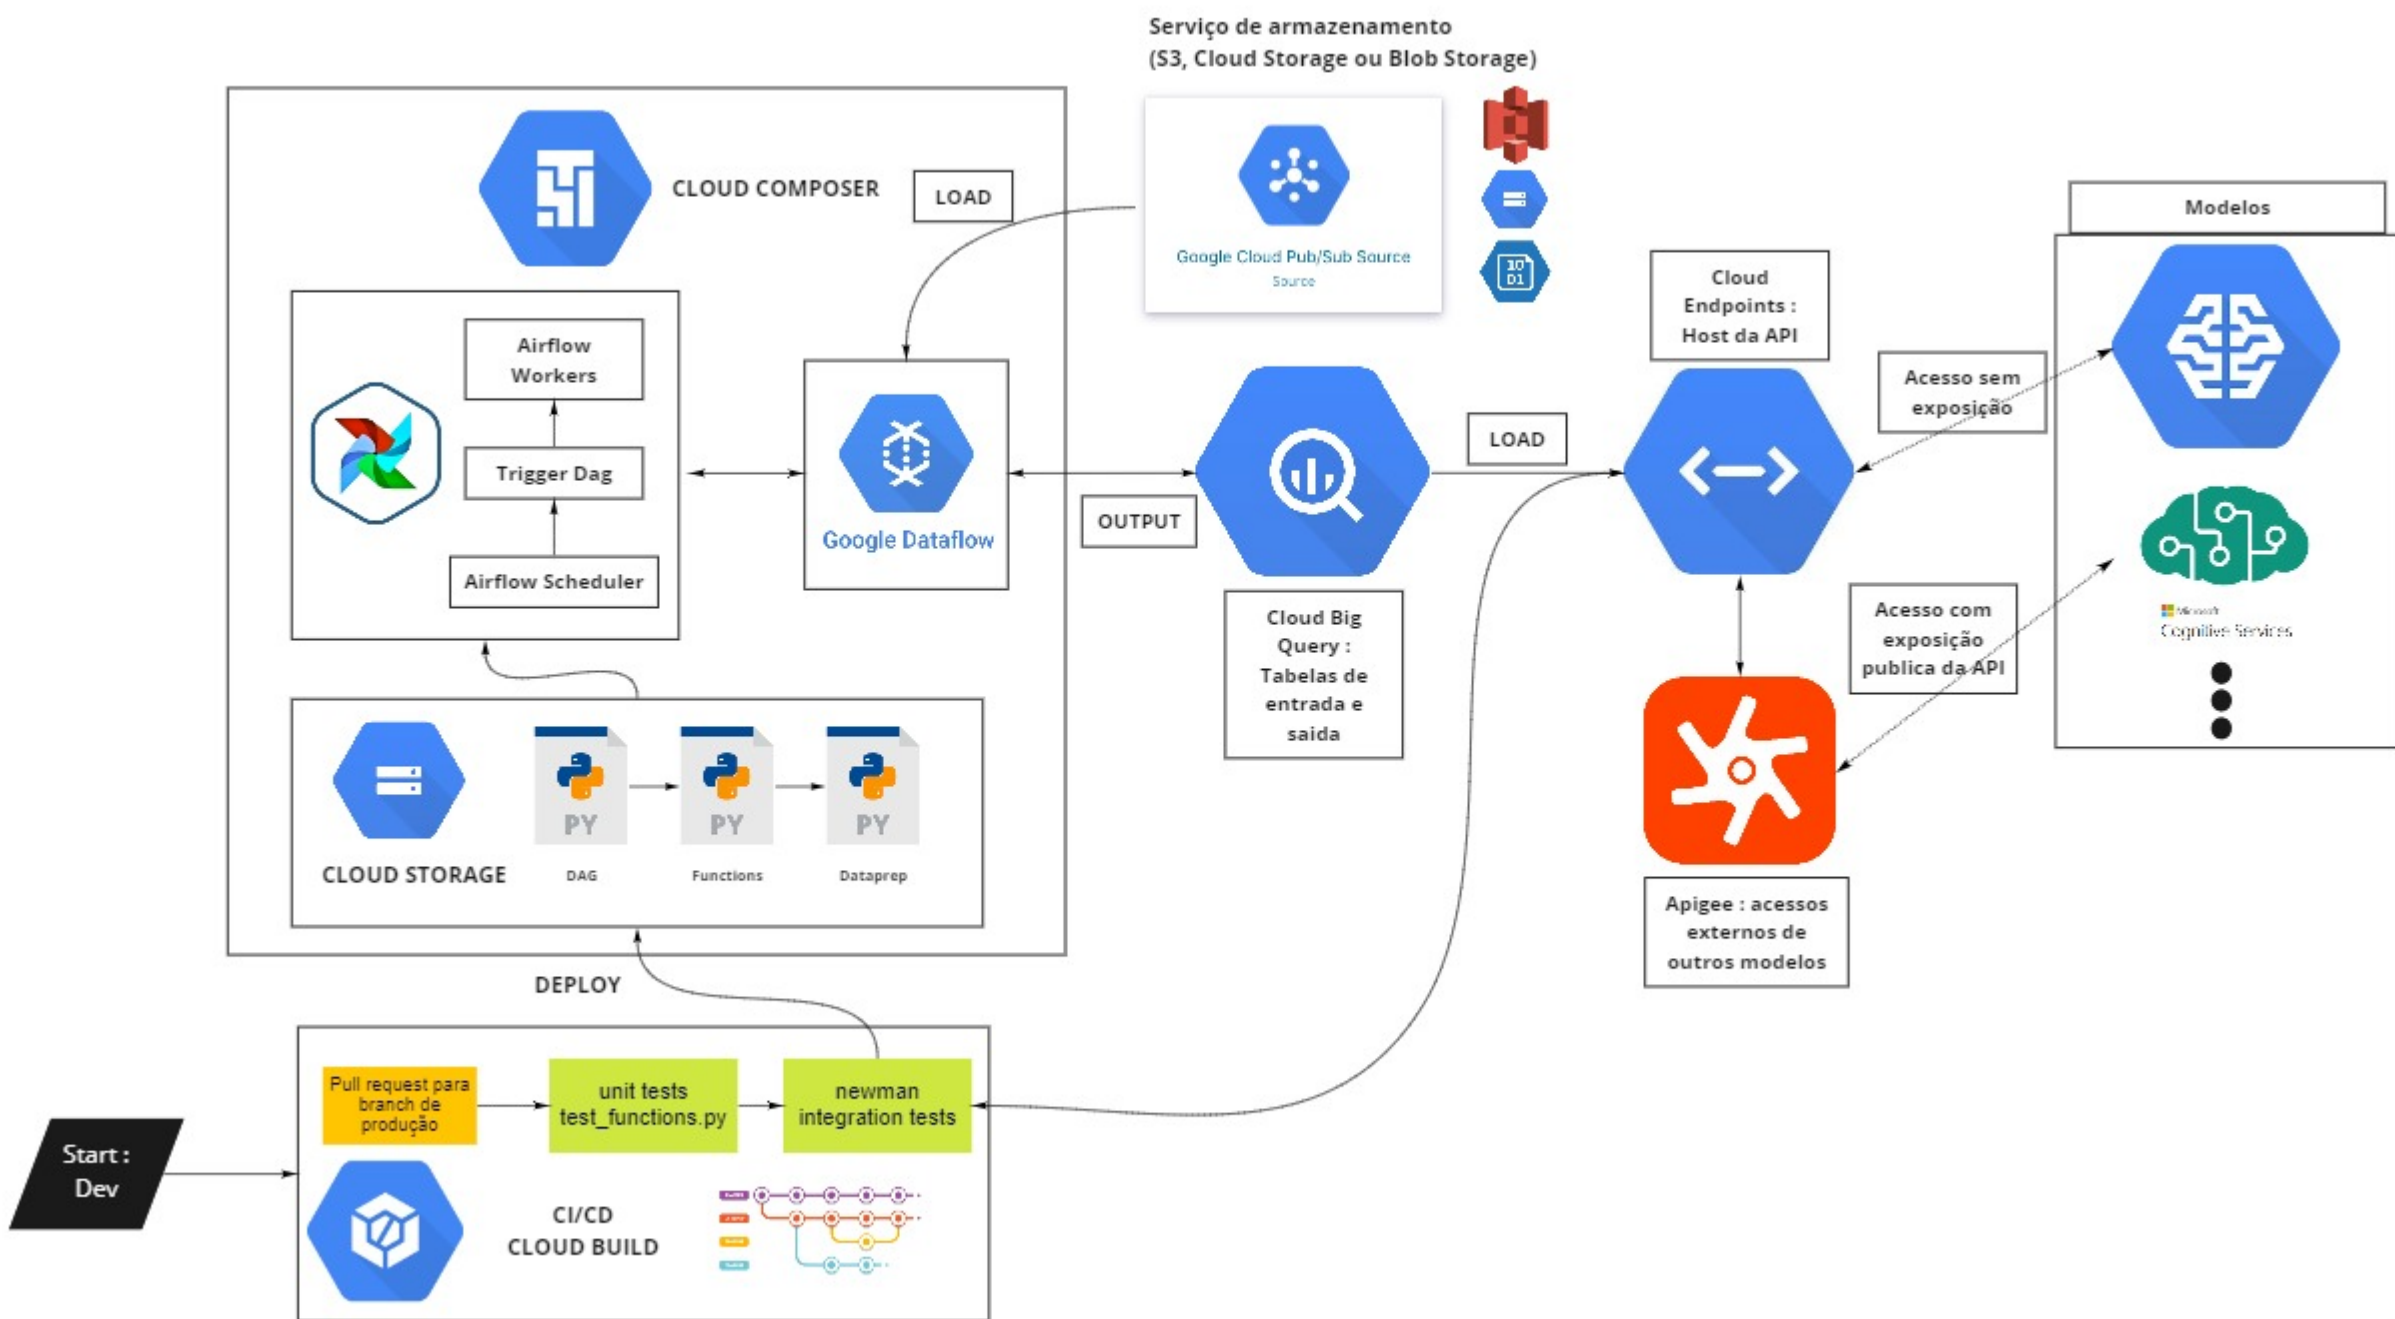 Serviço de armazenamento
(S3, Cloud Storage ou Blob Storage)
CLOUD COMPOSER
LOAD
Google Cloud Pub/Sub Source
Source
10
01
Modelos
Cloud
Endpoints :
Host da API
Airflow
Workers
Trigger Dag
Airflow Scheduler
Google Dataflow
OUTPUT
LOAD
Acesso sem
exposição
Cloud Big
Query :
Tabelas de
entrada e
saida
Acesso com
exposição
publica da API
Microsoft
Cognitive Services
CLOUD STORAGE
PY
DAG
PY
Functions
PY
Dataprep
Apigee : acessos
externos de
outros modelos
DEPLOY
Start :
Dev
Pull request para
branch de
produção
unit tests
test_functions.py
newman
integration tests
CI/CD
CLOUD BUILD